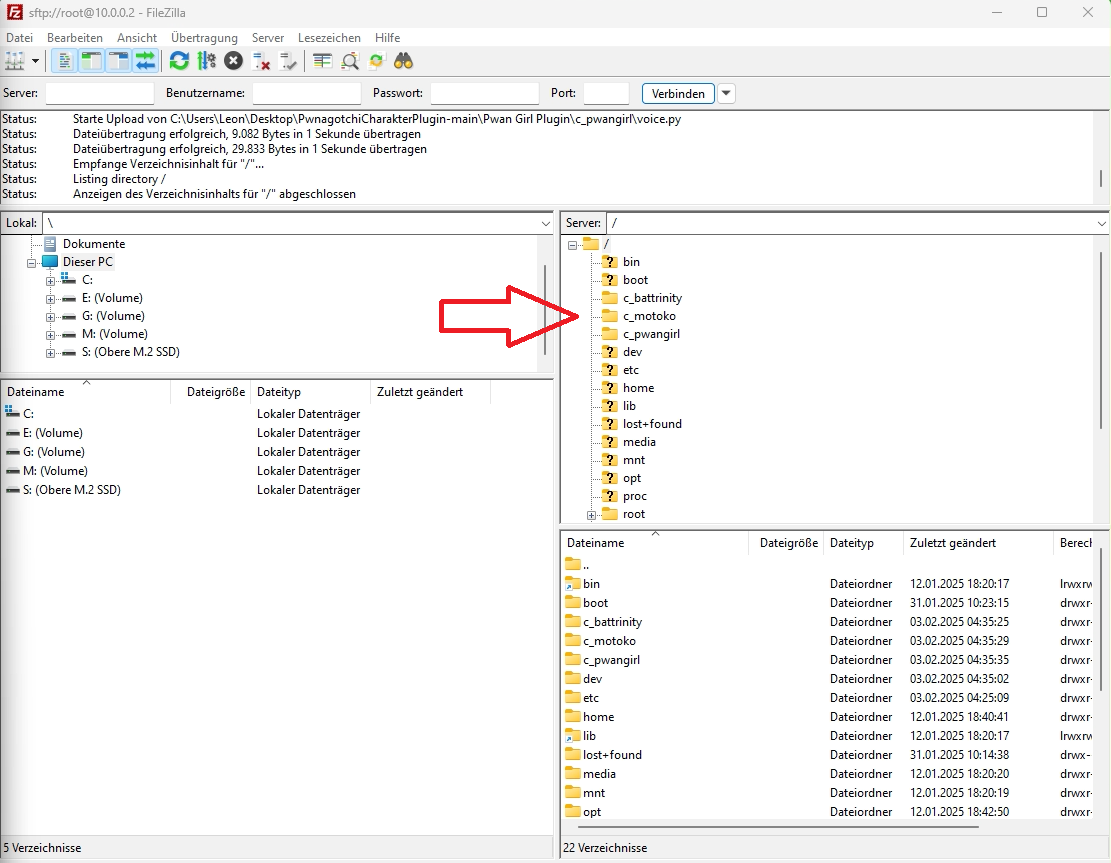 sftp://root@10.0.0.2 - FileZilla
Datei Bearbeiten Ansicht Übertragung Server Lesezeichen Hilfe
Server: Benutzername: Passwort: Port: Verbinden
Status: Starte Upload von C:\Users\Leon\Desktop\PwnagotchiCharakterPlugin-main\Pwan Girl Plugin\c_pwangirl\voice.py
Status: Dateiübertragung erfolgreich, 9.082 Bytes in 1 Sekunde übertragen
Status: Dateiübertragung erfolgreich, 29.833 Bytes in 1 Sekunde übertragen
Status: Empfange Verzeichnisinhalt für "/"...
Status: Listing directory /
Status: Anzeigen des Verzeichnisinhalts für "/" abgeschlossen
Lokal: \
Dokumente
Dieser PC
C:
E: (Volume)
G: (Volume)
M: (Volume)
S: (Obere M.2 SSD)
Dateiname Dateigröße Dateityp Zuletzt geändert
C: Lokaler Datenträger
E: (Volume) Lokaler Datenträger
G: (Volume) Lokaler Datenträger
M: (Volume) Lokaler Datenträger
S: (Obere M.2 SSD) Lokaler Datenträger
5 Verzeichnisse
Server: /
/
bin
boot
c_battrinity
c_motoko
c_pwangirl
dev
etc
home
lib
lost+found
media
mnt
opt
proc
root
Dateiname Dateigröße Dateityp Zuletzt geändert Berech
..
bin Dateiordner 12.01.2025 18:20:17 lrwxrw
boot Dateiordner 31.01.2025 10:23:15 drwxr-
c_battrinity Dateiordner 03.02.2025 04:35:25 drwxr-
c_motoko Dateiordner 03.02.2025 04:35:29 drwxr-
c_pwangirl Dateiordner 03.02.2025 04:35:35 drwxr-
dev Dateiordner 03.02.2025 04:35:02 drwxr-
etc Dateiordner 03.02.2025 04:25:09 drwxr-
home Dateiordner 12.01.2025 18:40:41 drwxr-
lib Dateiordner 12.01.2025 18:20:17 lrwxrw
lost+found Dateiordner 31.01.2025 10:14:38 drwx-
media Dateiordner 12.01.2025 18:20:20 drwxr-
mnt Dateiordner 12.01.2025 18:20:19 drwxr-
opt Dateiordner 12.01.2025 18:42:50 drwxr-
22 Verzeichnisse